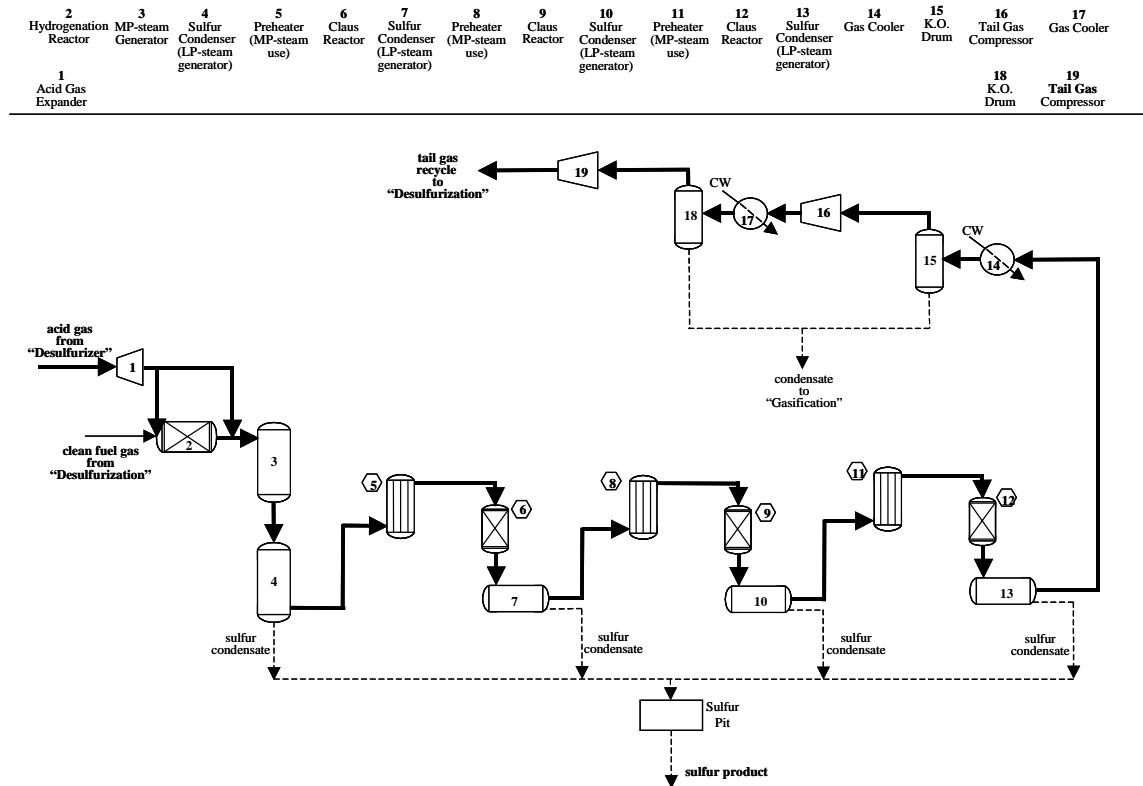 2
Hydrogenation
Reactor
3
MP-steam
Generator
4
Sulfur
Condenser
(LP-steam
generator)
5
Preheater
(MP-steam
use)
6
Claus
Reactor
7
Sulfur
Condenser
(LP-steam
generator)
8
Preheater
(MP-steam
use)
9
Claus
Reactor
10
Sulfur
Condenser
(LP-steam
generator)
11
Preheater
(MP-steam
use)
12
Claus
Reactor
13
Sulfur
Condenser
(LP-steam
generator)
14
Gas Cooler
15
K.O.
Drum
16
Tail Gas
Compressor
17
Gas Cooler
1
Acid Gas
Expander
18
K.O.
Drum
19
Tail Gas
Compressor
tail gas
recycle
to
“Desulfurization”
19
18
CW
17
16
15
CW
14
condensate
to
“Gasification”
acid gas
from
“Desulfurizer”
1
2
clean fuel gas
from
“Desulfurization”
3
4
5
6
7
8
9
10
11
12
13
sulfur
condensate
sulfur
condensate
sulfur
condensate
sulfur
condensate
Sulfur
Pit
sulfur product